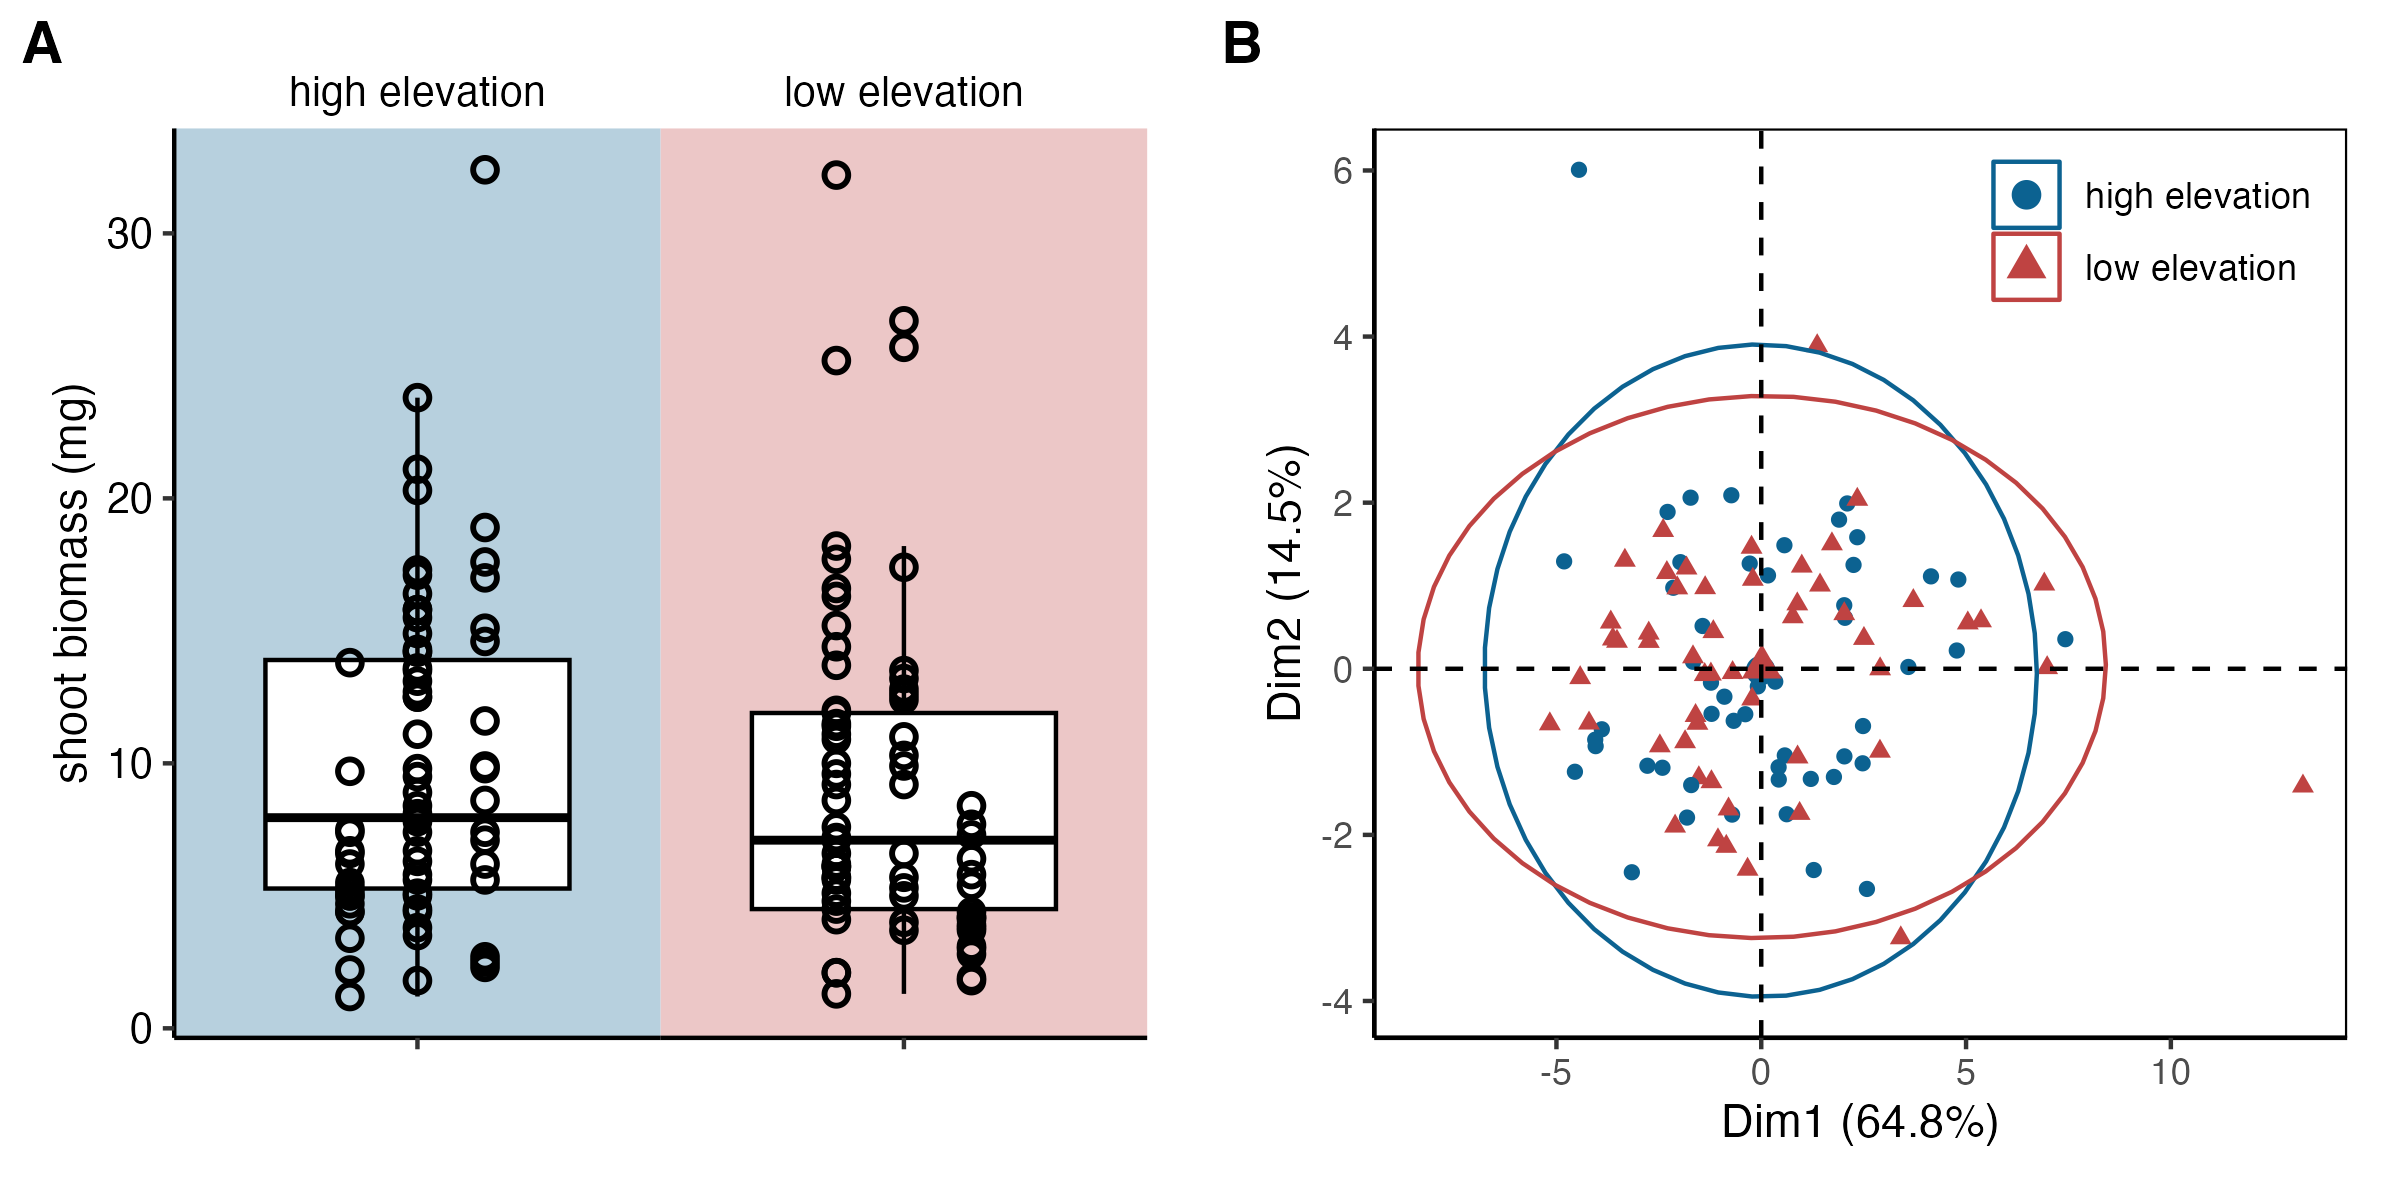 A
high elevation
low elevation
shoot biomass (mg)
30
20
10
0
B
high elevation
low elevation
Dim2 (14.5%)
6
4
2
0
-2
-4
-5
0
5
10
Dim1 (64.8%)